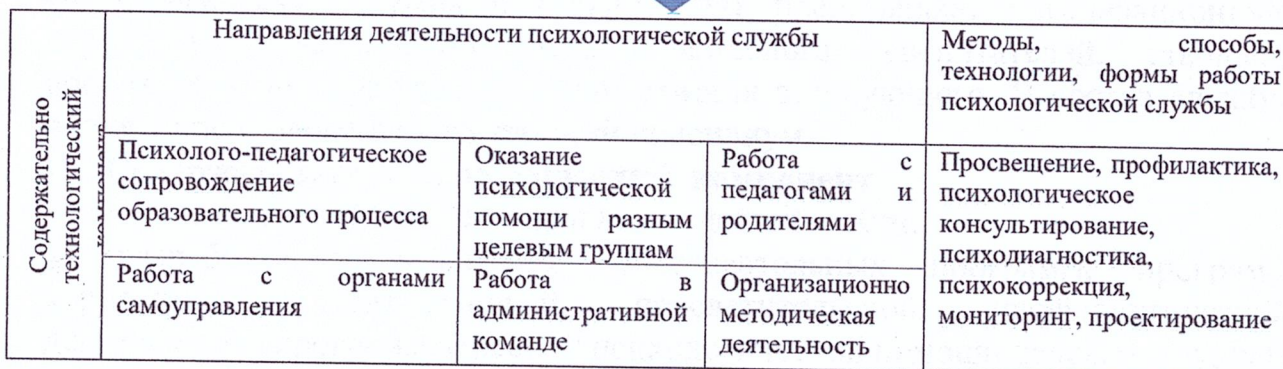 Содержательно
технологический
Направления деятельности психологической службы
Методы, способы,
технологии, формы работы
психологической службы
Психолого-педагогическое
сопровождение
образовательного процесса
Оказание
психологической
помощи разным
целевым группам
Работа с
педагогами и
родителями
Просвещение, профилактика,
психологическое
консультирование,
психодиагностика,
психокоррекция,
мониторинг, проектирование
Работа с органами
самоуправления
Работа в
административной
команде
Организационно
методическая
деятельность